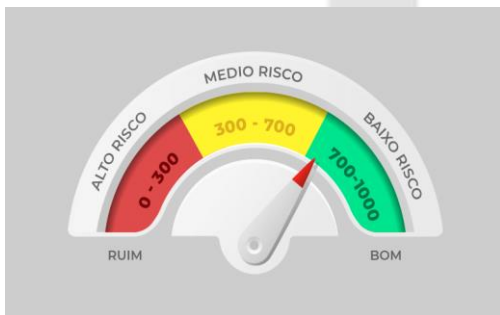 ALTO RISCO
MEDIO RISCO
BAIXO RISCO
0 - 300
300 - 700
700-1000
RUIM
BOM